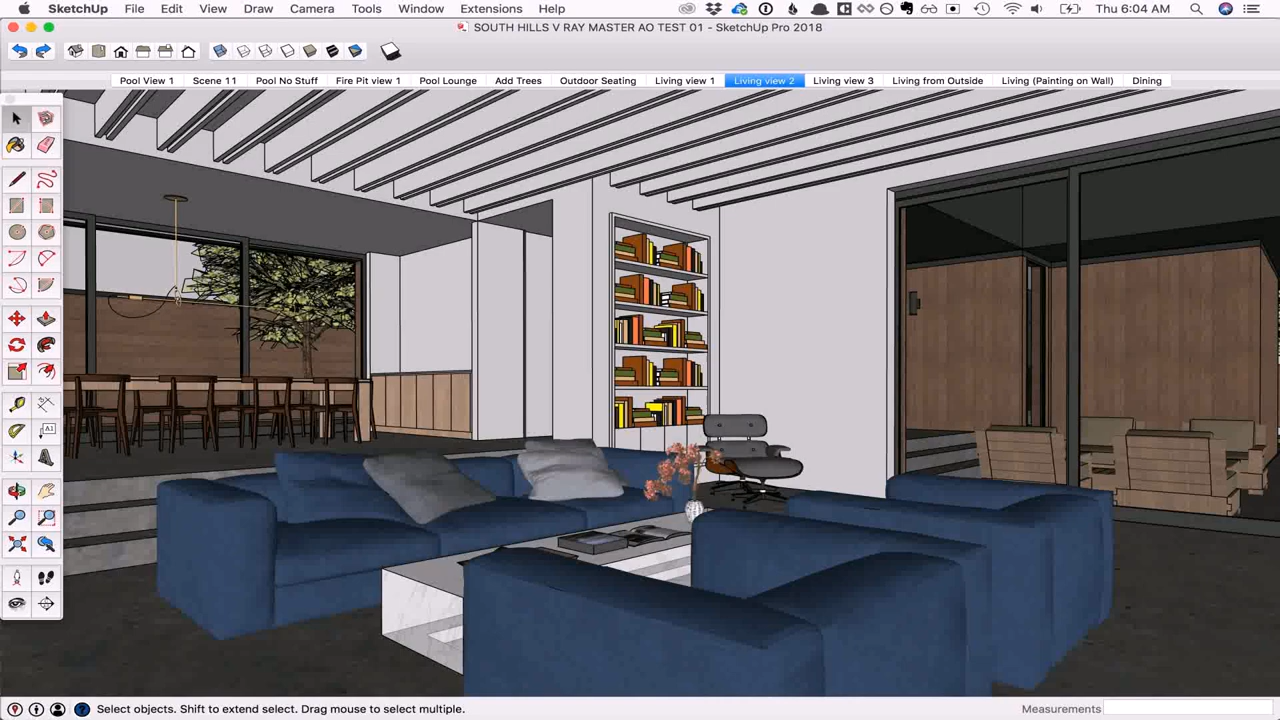 SketchUp File Edit View Draw Camera Tools Window Extensions Help Thu 6:04 AM
SOUTH HILLS V RAY MASTER AO TEST 01 - SketchUp Pro 2018
Pool View 1 Scene 11 Pool No Stuff Fire Pit view 1 Pool Lounge Add Trees Outdoor Seating Living view 1 Living view 2 Living view 3 Living from Outside Living (Painting on Wall) Dining
A1
Select objects. Shift to extend select. Drag mouse to select multiple. Measurements